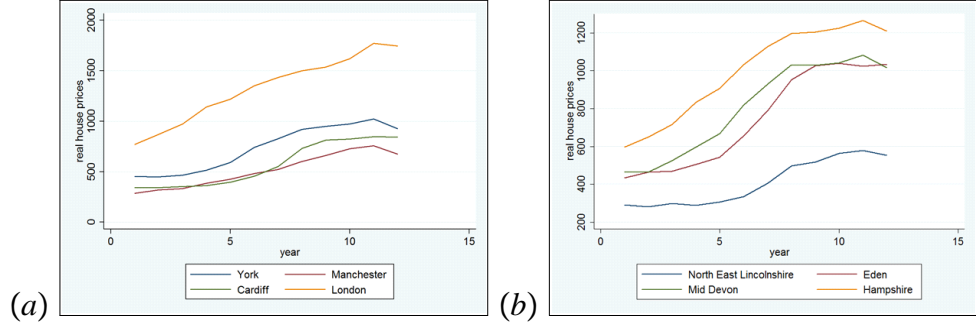 (a)
real house prices
2000
1500
1000
500
0
0 5 10 15
year
York Manchester
Cardiff London
(b)
real house prices
1200
1000
800
600
400
200
0 5 10 15
year
North East Lincolnshire Eden
Mid Devon Hampshire